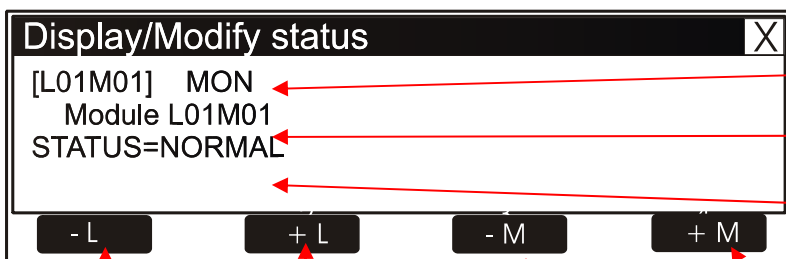 Display/Modify status X
[L01M01] MON
Module L01M01
STATUS=NORMAL
- L + L - M + M